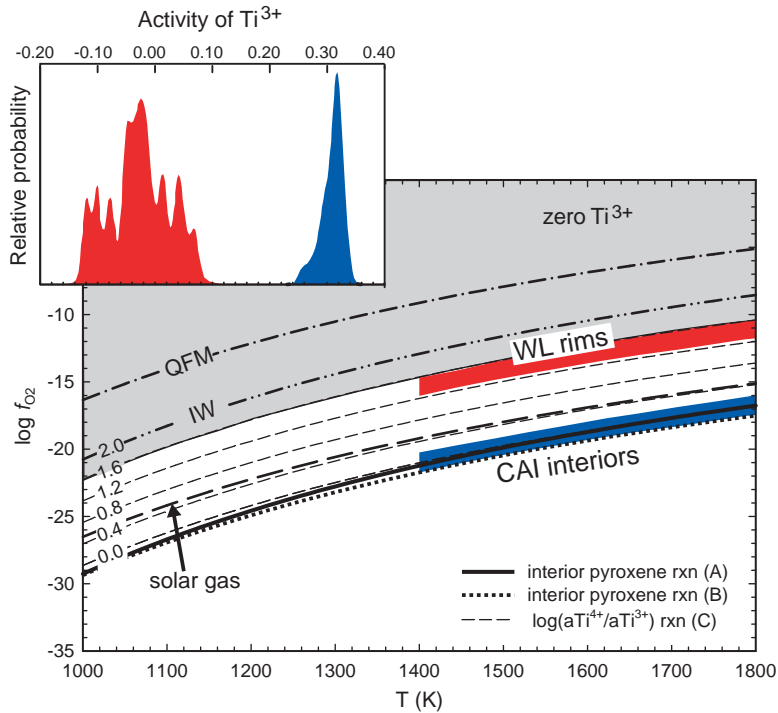 Activity of Ti3+
-0.20 -0.10 0.00 0.10 0.20 0.30 0.40
Relative probability
zero Ti3+
-10
-15
-20
-25
-30
-35
log fO2
QFM
IW
WL rims
CAI interiors
2.0
1.6
1.2
0.8
0.4
0.0
solar gas
interior pyroxene rxn (A)
interior pyroxene rxn (B)
log(aTi4+/aTi3+) rxn (C)
1000 1100 1200 1300 1400 1500 1600 1700 1800
T (K)